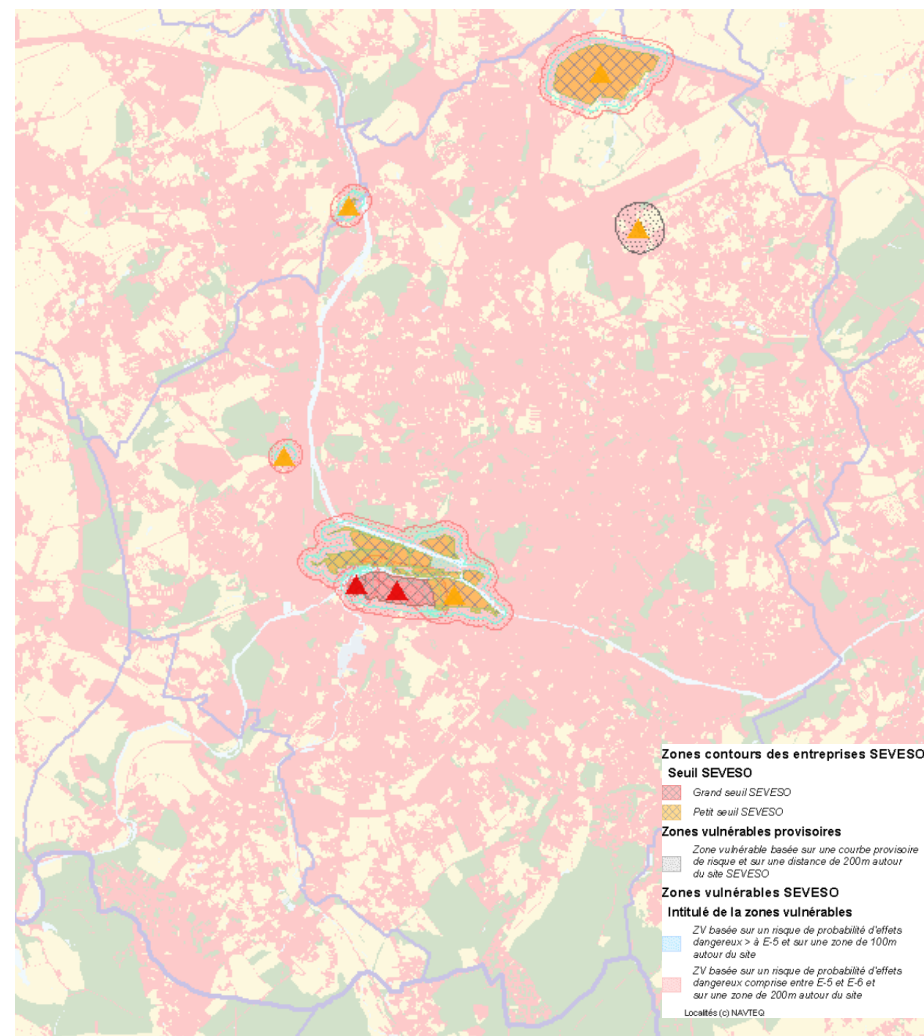 Zones contours des entreprises SEVESO
Seuil SEVESO
Grand seuil SEVESO
Petit seuil SEVESO
Zones vulnérables provisoires
Zone vulnérable basée sur une courbe provisoire
de risque et sur une distance de 200m autour
du site SEVESO
Zones vulnérables SEVESO
Intitulé de la zones vulnérables
ZV basée sur un risque de probabilité d'effets
dangereux > à E-5 et sur une zone de 100m
autour du site
ZV basée sur un risque de probabilité d'effets
dangereux comprise entre E-5 et E-6 et
sur une zone de 200m autour du site
Localités (c) NAVTEQ